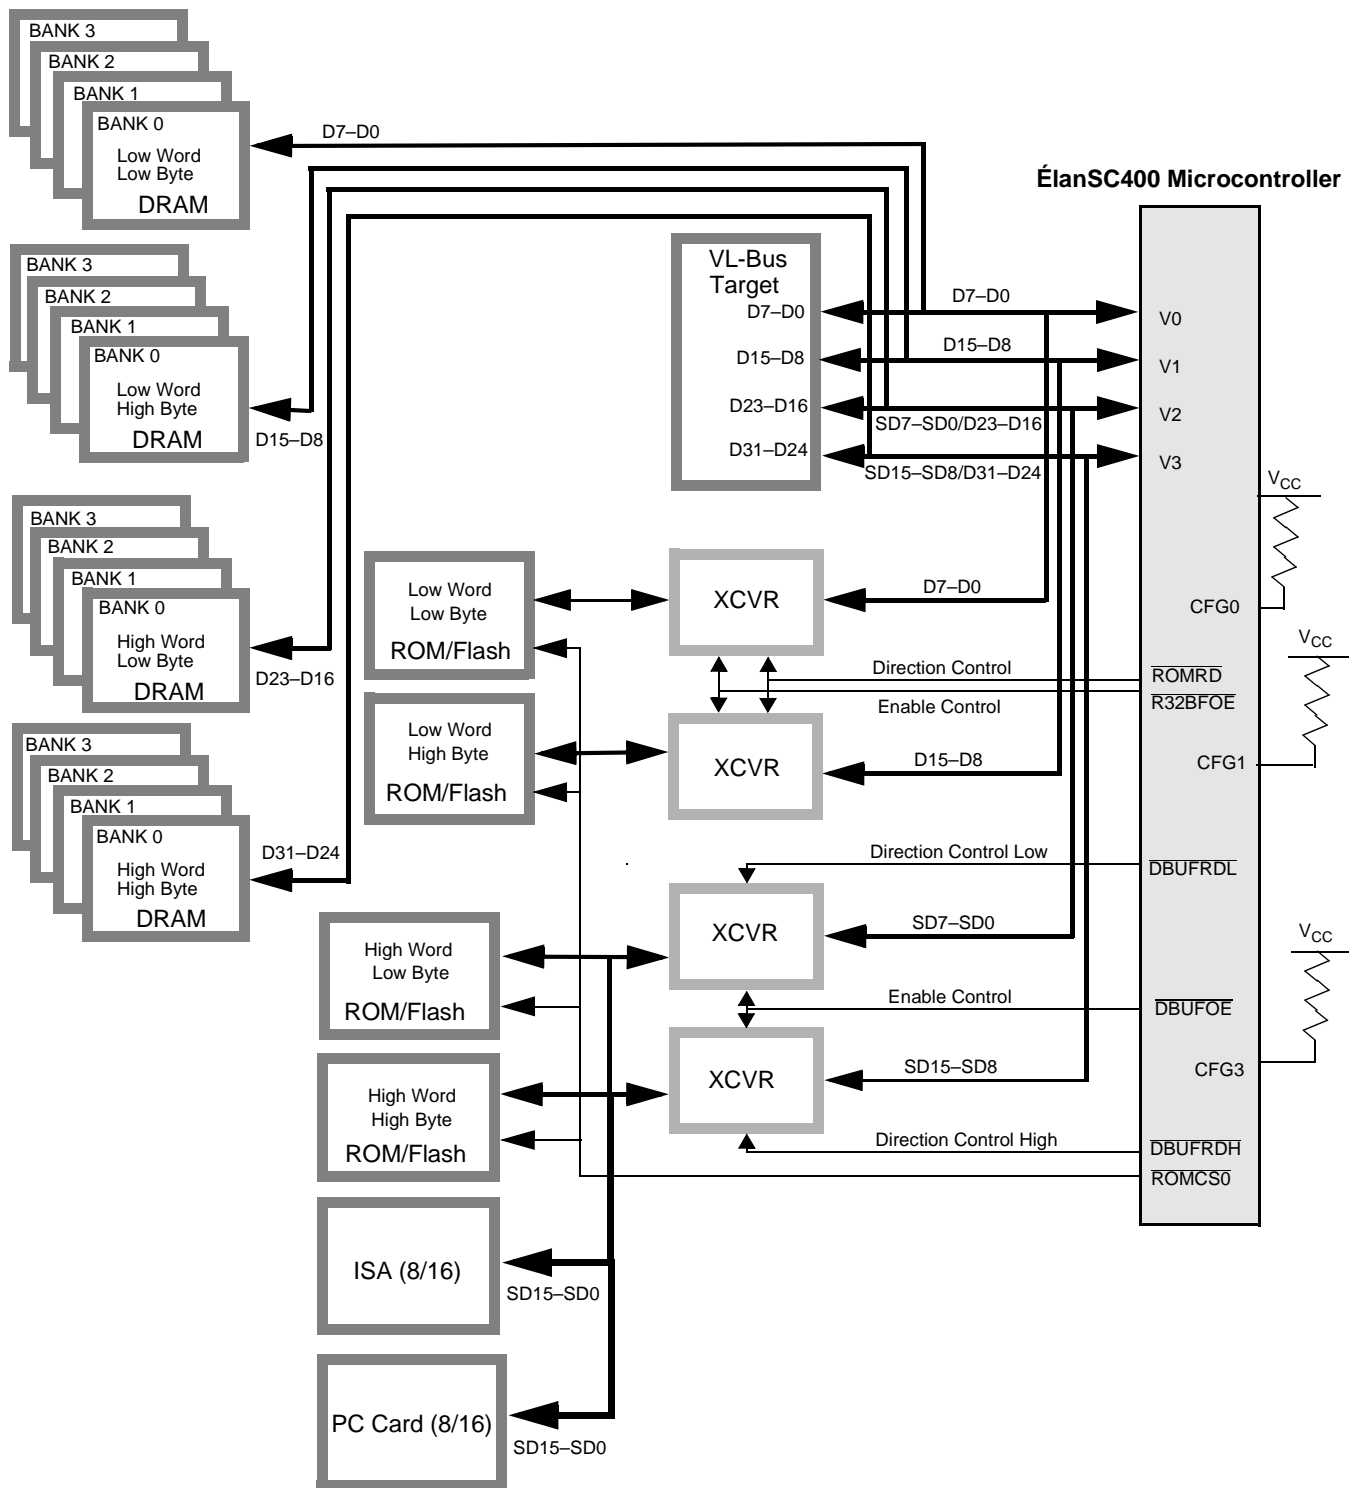 BANK 3
BANK 2
BANK 1
BANK 0
Low Word
Low Byte
DRAM
D7–D0
ÉlanSC400 Microcontroller
BANK 3
BANK 2
BANK 1
BANK 0
Low Word
High Byte
DRAM
D15–D8
VL-Bus
Target
D7–D0
D15–D8
D23–D16
D31–D24
D7–D0
D15–D8
SD7–SD0/D23–D16
SD15–SD8/D31–D24
V0
V1
V2
V3
VCC
CFG0
BANK 3
BANK 2
BANK 1
BANK 0
High Word
Low Byte
DRAM
D23–D16
Low Word
Low Byte
ROM/Flash
XCVR
D7–D0
Direction Control
Enable Control
ROMRD
R32BFOE
VCC
CFG1
Low Word
High Byte
ROM/Flash
XCVR
D15–D8
BANK 3
BANK 2
BANK 1
BANK 0
High Word
High Byte
DRAM
D31–D24
Direction Control Low
DBUFRDL
High Word
Low Byte
ROM/Flash
XCVR
SD7–SD0
VCC
Enable Control
DBUFOE
CFG3
High Word
High Byte
ROM/Flash
XCVR
SD15–SD8
Direction Control High
DBUFRDH
ROMCS0
ISA (8/16)
SD15–SD0
PC Card (8/16)
SD15–SD0